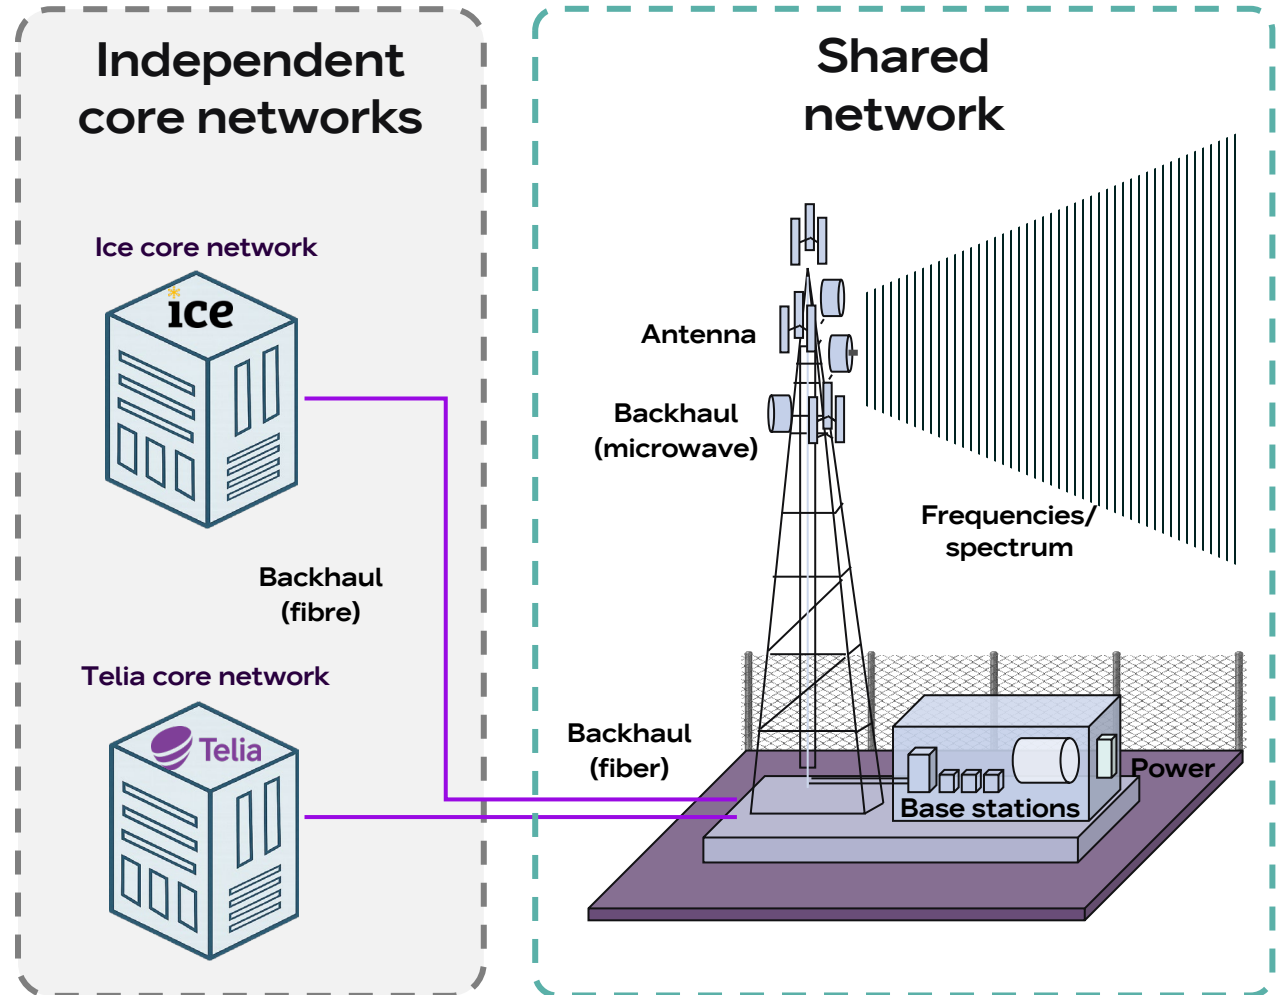 Independent
core networks
Ice core network
ice
Backhaul
(fibre)
Telia core network
Telia
Shared
network
Antenna
Backhaul
(microwave)
Frequencies/
spectrum
Backhaul
(fiber)
Power
Base stations